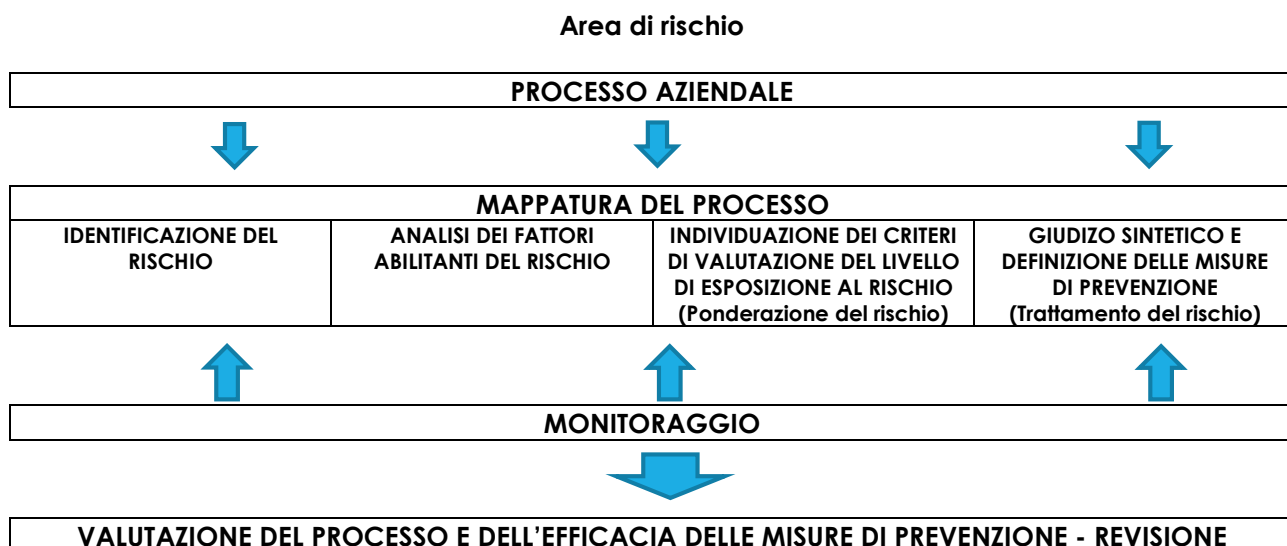 Area di rischio
PROCESSO AZIENDALE
MAPPATURA DEL PROCESSO
IDENTIFICAZIONE DEL
RISCHIO
ANALISI DEI FATTORI
ABILITANTI DEL RISCHIO
INDIVIDUAZIONE DEI CRITERI
DI VALUTAZIONE DEL LIVELLO
DI ESPOSIZIONE AL RISCHIO
(Ponderazione del rischio)
GIUDIZO SINTETICO E
DEFINIZIONE DELLE MISURE
DI PREVENZIONE
(Trattamento del rischio)
MONITORAGGIO
VALUTAZIONE DEL PROCESSO E DELL’EFFICACIA DELLE MISURE DI PREVENZIONE - REVISIONE